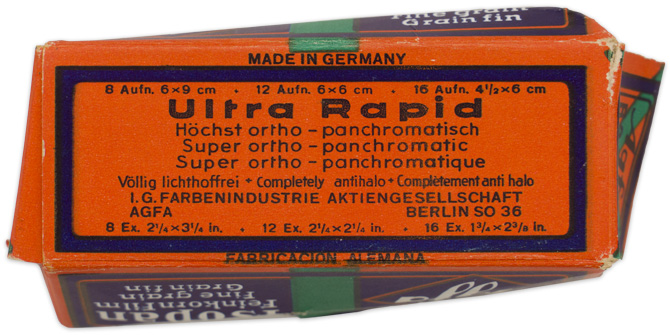 Fine grain
Grain fin
MADE IN GERMANY
8 Aufn. 6×9 cm • 12 Aufn. 6×6 cm • 16 Aufn. 4½×6 cm
Ultra Rapid
Höchst ortho - panchromatisch
Super ortho - panchromatic
Super ortho - panchromatique
Völlig lichthoffrei • Completely antihalo • Complètement anti halo
I.G. FARBENINDUSTRIE AKTIENGESELLSCHAFT
AGFA BERLIN SO 36
8 Ex. 2¼×3¼ in. • 12 Ex. 2¼×2¼ in. • 16 Ex. 1¾×2⅜ in.
FABRICACION ALEMANA
Isopan
Feinkornfilm
Fine grain
Grain fin